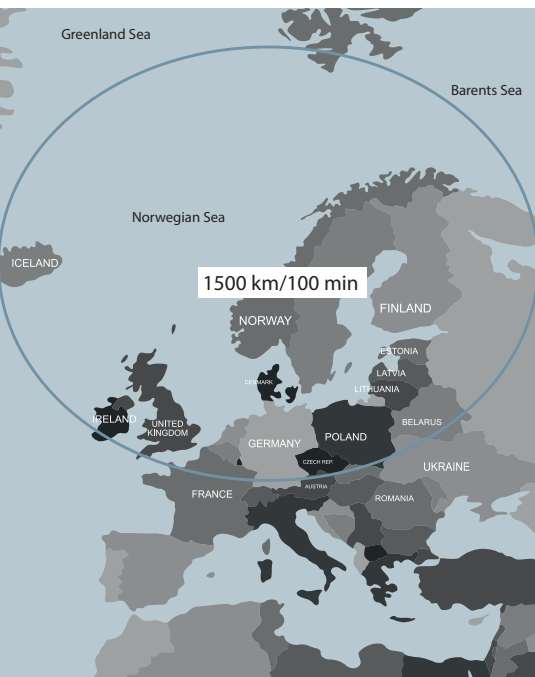 Greenland Sea
Barents Sea
Norwegian Sea
ICELAND
1500 km/100 min
FINLAND
NORWAY
ESTONIA
LATVIA
DENMARK
LITHUANIA
IRELAND
UNITED
KINGDOM
BELARUS
GERMANY
POLAND
CZECH REP.
UKRAINE
AUSTRIA
FRANCE
ROMANIA